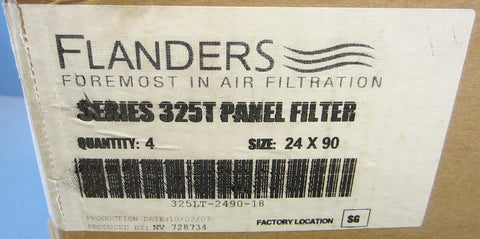 FLANDERS
FOREMOST IN AIR FILTRATION
SERIES 325T PANEL FILTER
QUANTITY: 4 SIZE: 24 X 90
325LT-2490-18
PRODUCTION DATE:10/02/07
PRODUCED BY: NV 728734
FACTORY LOCATION SG